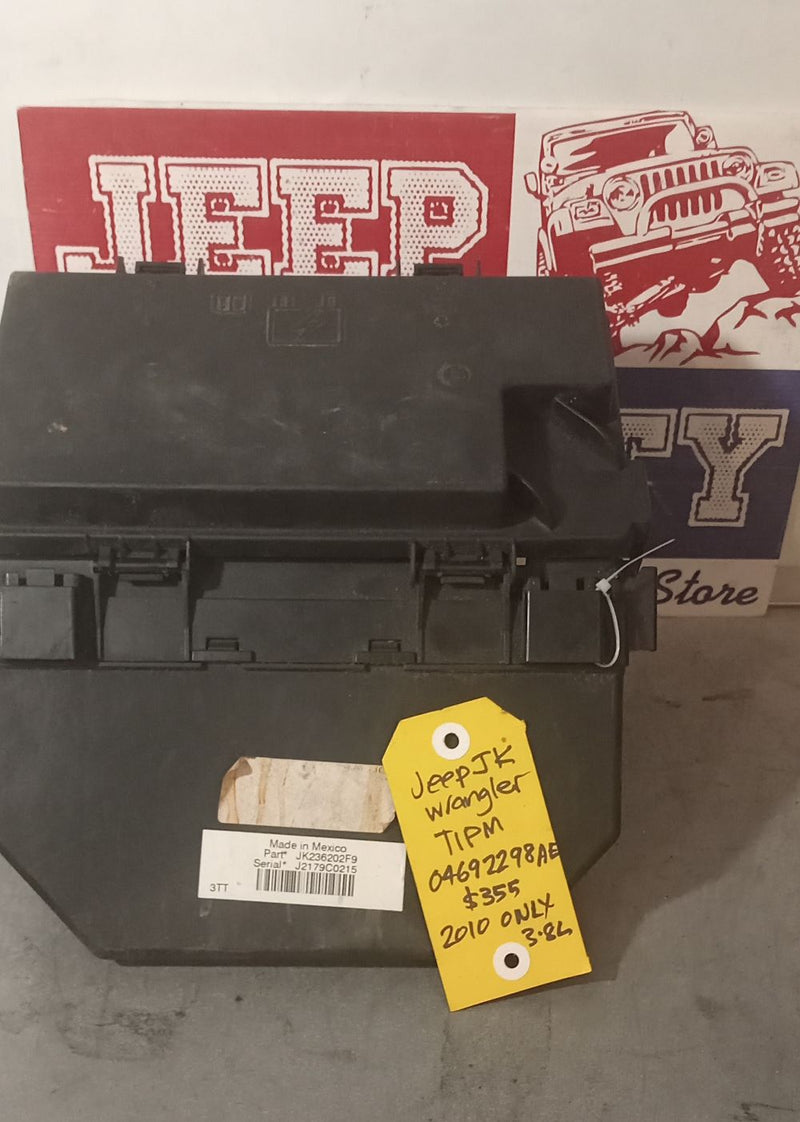 JEEP
TY
Store
Made in Mexico
Part* JK236202F9
Serial* J2179C0215
3TT
Jeep JK
Wrangler
TIPM
04692298AE
$355
2010 ONLY
3.8L